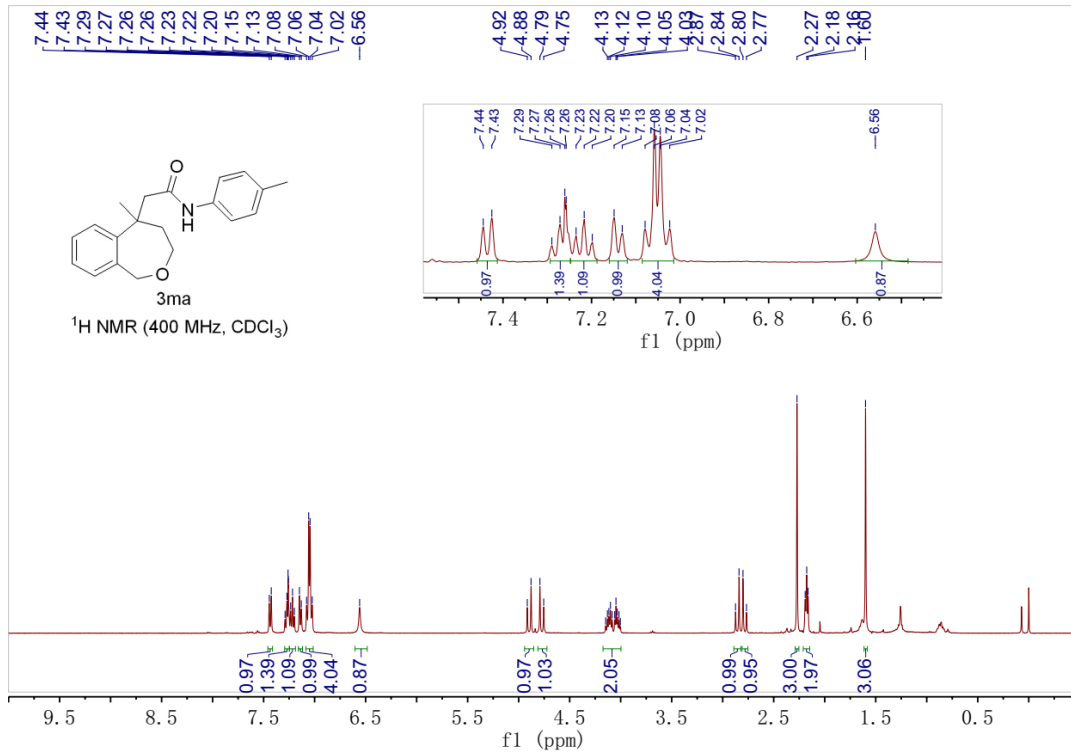 7.44 7.43 7.29 7.27 7.26 7.26 7.23 7.22 7.20 7.15 7.13 7.08 7.06 7.04 7.02 6.56 4.92 4.88 4.79 4.75 4.13 4.12 4.10 4.05 4.03 2.87 2.84 2.80 2.77 2.27 2.18 2.16 1.60
7.44 7.43 7.29 7.27 7.26 7.26 7.23 7.22 7.20 7.15 7.13 7.08 7.06 7.04 7.02 6.56
O
N
H
O
3ma
¹H NMR (400 MHz, CDCl₃)
0.97 1.39 1.09 0.99 4.04 0.87
7.4 7.2 7.0 6.8 6.6
f1 (ppm)
0.97 1.39 1.09 0.99 4.04 0.87 0.97 1.03 2.05 0.99 0.95 3.00 1.97 3.06
9.5 8.5 7.5 6.5 5.5 4.5 3.5 2.5 1.5 0.5
f1 (ppm)